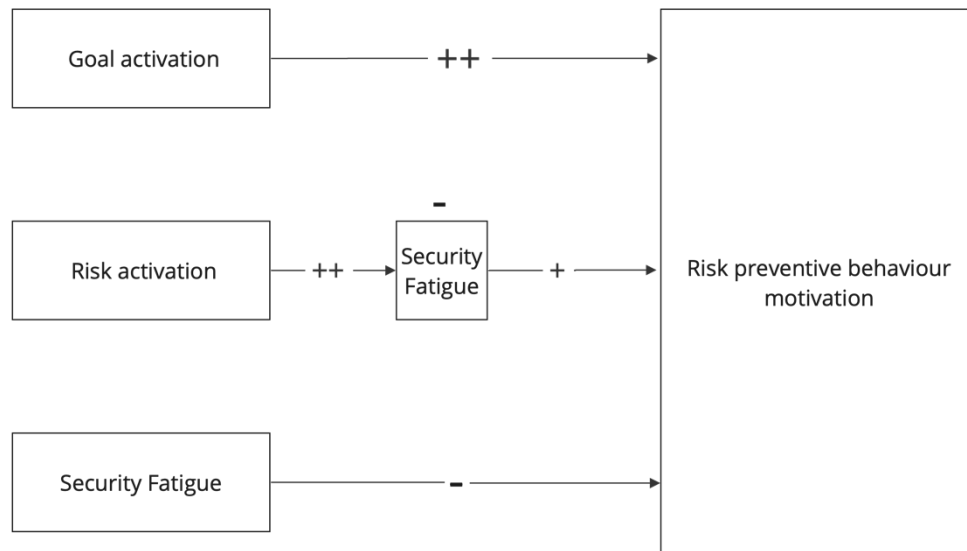 Goal activation
++
-
Risk activation
++
Security
Fatigue
+
Risk preventive behaviour
motivation
Security Fatigue
-